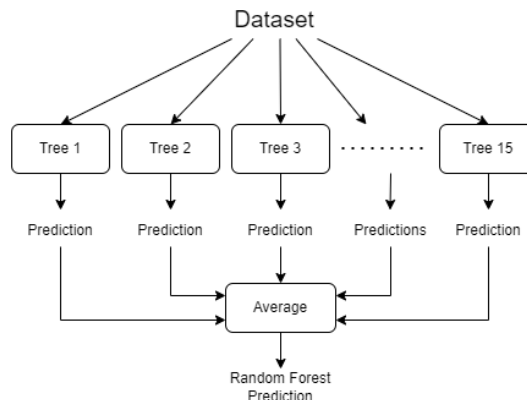 Dataset
Tree 1
Tree 2
Tree 3
.........
Tree 15
Prediction
Prediction
Prediction
Predictions
Prediction
Average
Random Forest
Prediction